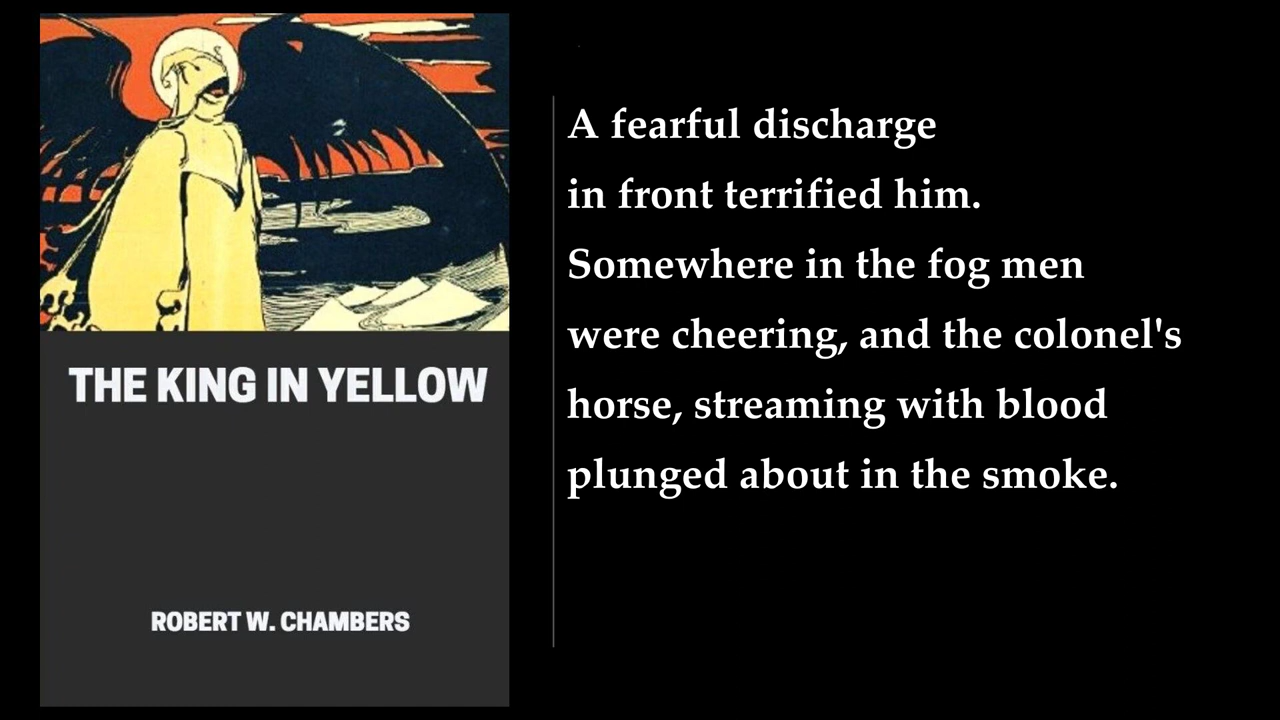 THE KING IN YELLOW
ROBERT W. CHAMBERS
A fearful discharge
in front terrified him.
Somewhere in the fog men
were cheering, and the colonel's
horse, streaming with blood
plunged about in the smoke.